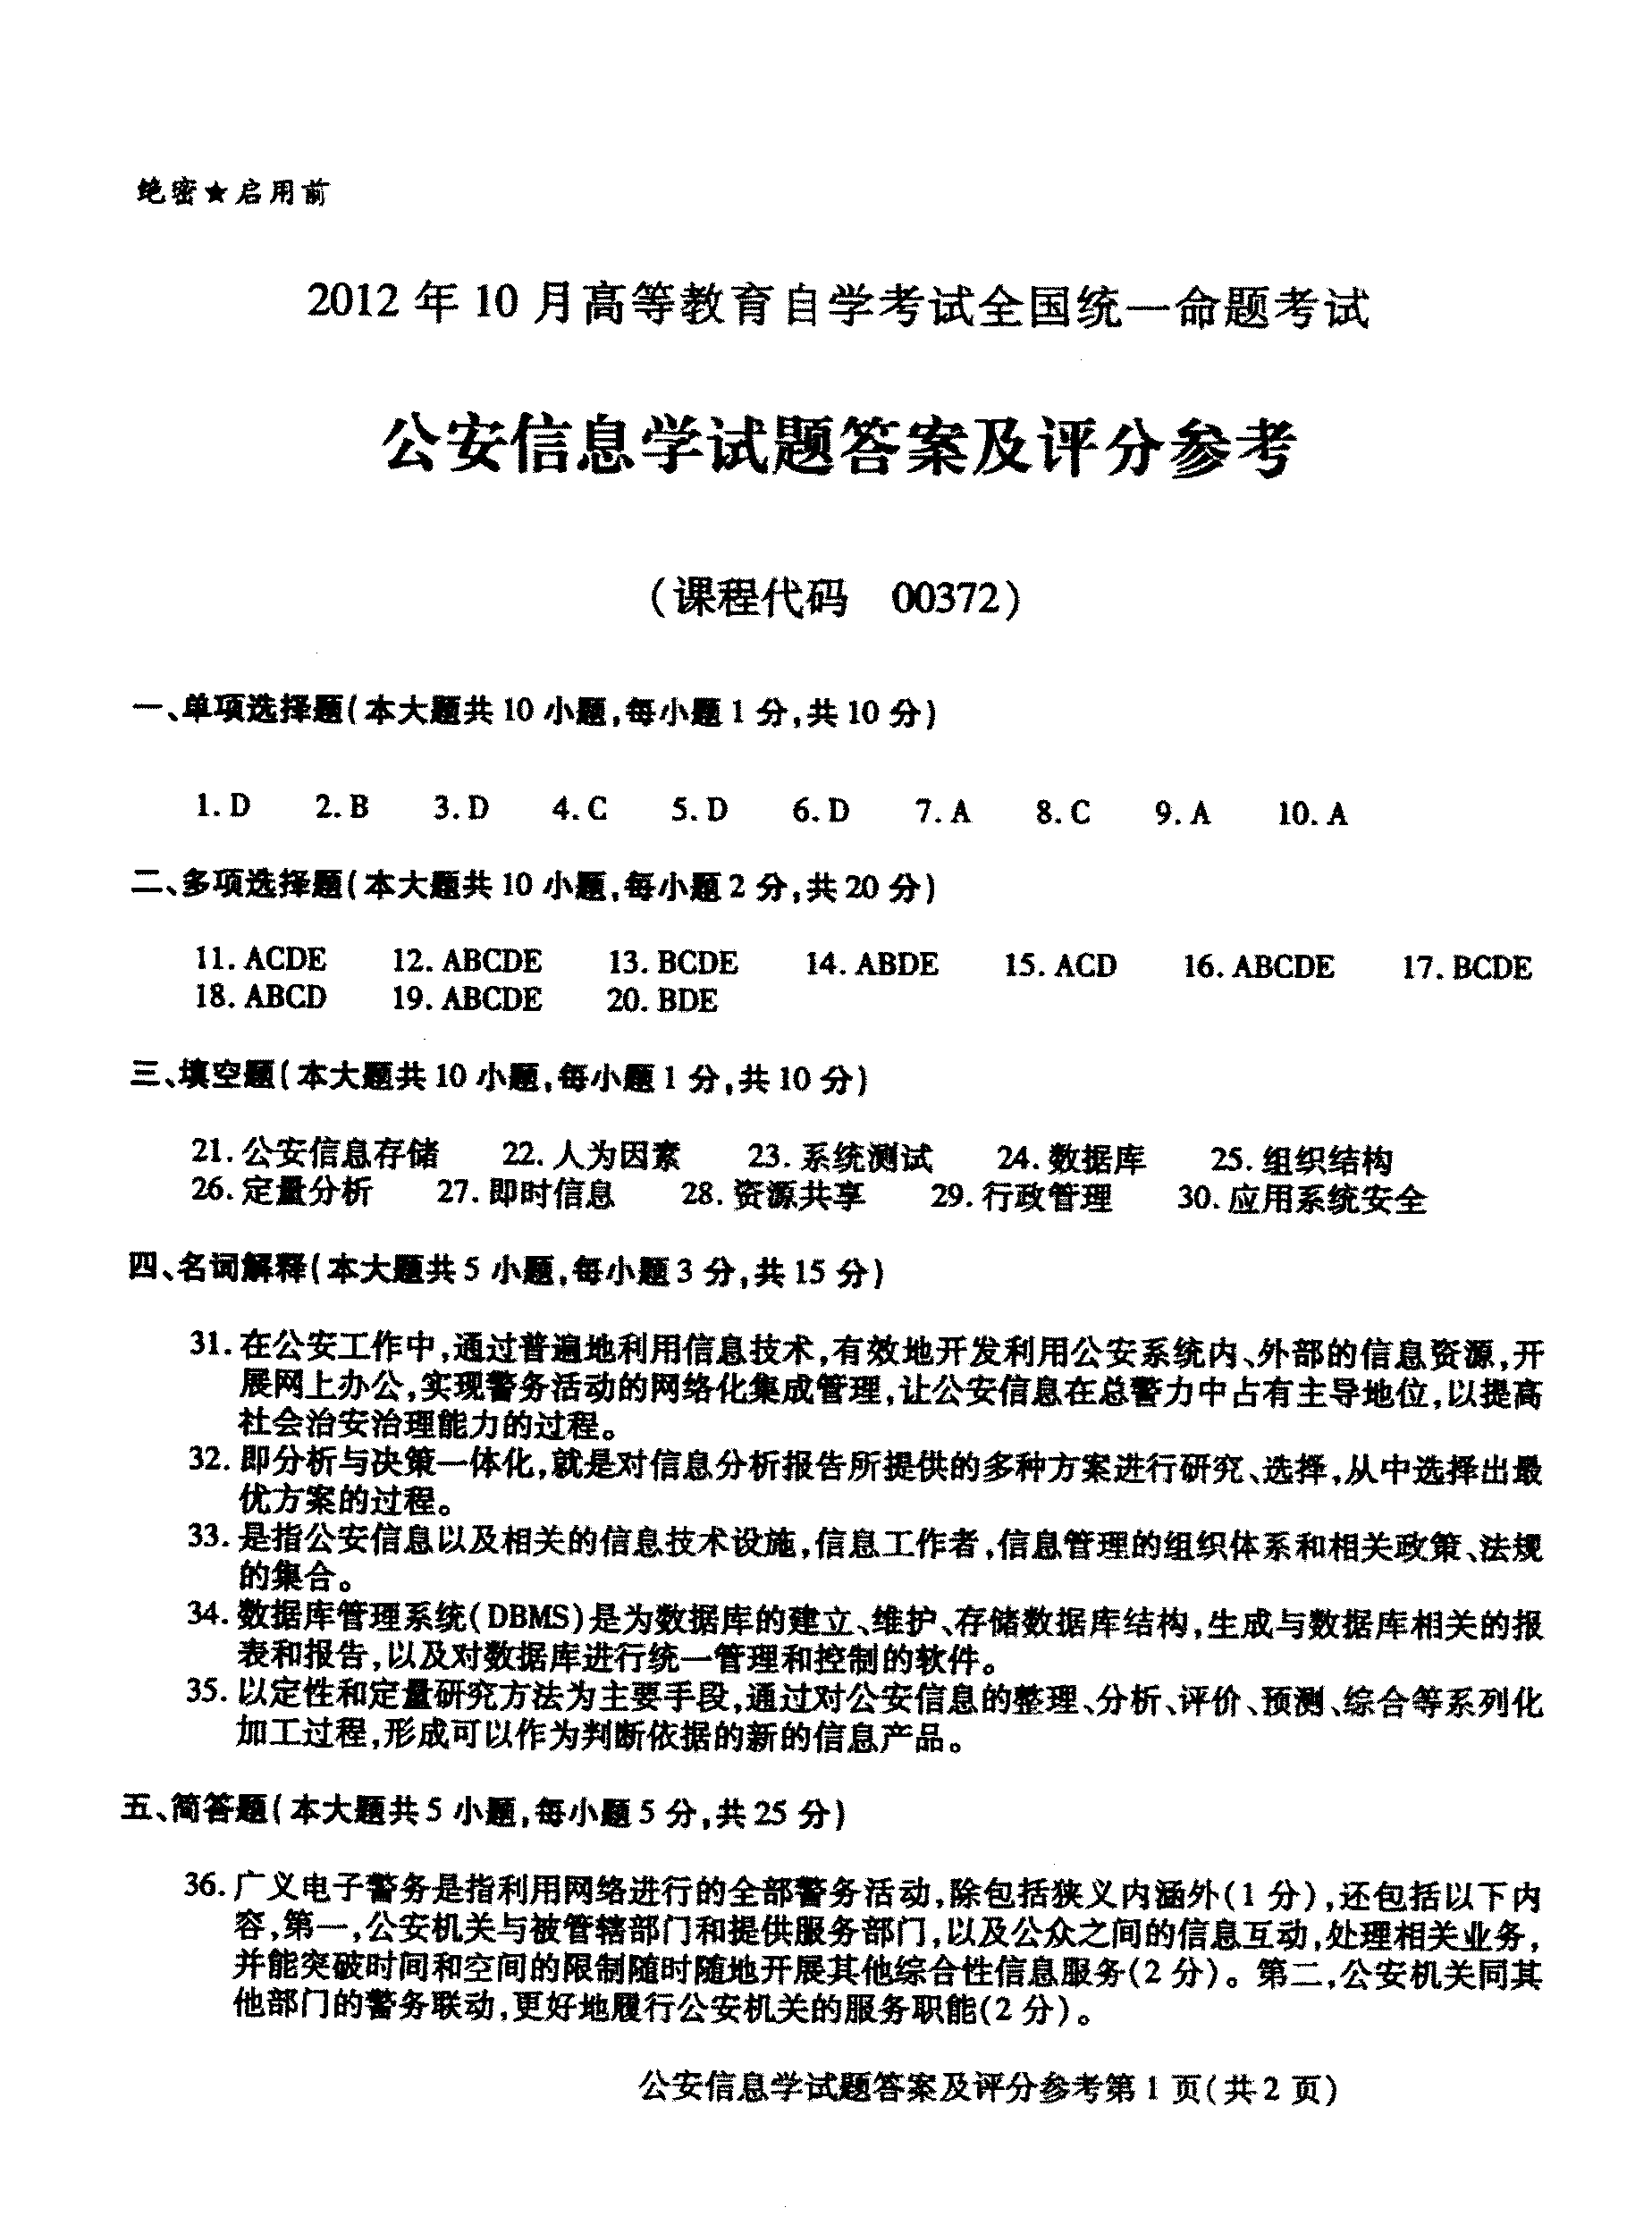 绝密★启用前
2012 年 10 月高等教育自学考试全国统一命题考试
公安信息学试题答案及评分参考
(课程代码 00372)
一、单项选择题(本大题共 10 小题,每小题 1 分,共 10 分)
1. D 2. B 3. D 4. C 5. D 6. D 7. A 8. C 9. A 10. A
二、多项选择题(本大题共 10 小题,每小题 2 分,共 20 分)
11. ACDE 12. ABCDE 13. BCDE 14. ABDE 15. ACD 16. ABCDE 17. BCDE
18. ABCD 19. ABCDE 20. BDE
三、填空题(本大题共 10 小题,每小题 1 分,共 10 分)
21. 公安信息存储 22. 人为因素 23. 系统测试 24. 数据库 25. 组织结构
26. 定量分析 27. 即时信息 28. 资源共享 29. 行政管理 30. 应用系统安全
四、名词解释(本大题共 5 小题,每小题 3 分,共 15 分)
31. 在公安工作中,通过普遍地利用信息技术,有效地开发利用公安系统内、外部的信息资源,开
展网上办公,实现警务活动的网络化集成管理,让公安信息在总警力中占有主导地位,以提高
社会治安治理能力的过程。
32. 即分析与决策一体化,就是对信息分析报告所提供的多种方案进行研究、选择,从中选择出最
优方案的过程。
33. 是指公安信息以及相关的信息技术设施,信息工作者,信息管理的组织体系和相关政策、法规
的集合。
34. 数据库管理系统(DBMS)是为数据库的建立、维护、存储数据库结构,生成与数据库相关的报
表和报告,以及对数据库进行统一管理和控制的软件。
35. 以定性和定量研究方法为主要手段,通过对公安信息的整理、分析、评价、预测、综合等系列化
加工过程,形成可以作为判断依据的新的信息产品。
五、简答题(本大题共 5 小题,每小题 5 分,共 25 分)
36. 广义电子警务是指利用网络进行的全部警务活动,除包括狭义内涵外(1 分),还包括以下内
容,第一,公安机关与被管辖部门和提供服务部门,以及公众之间的信息互动,处理相关业务,
并能突破时间和空间的限制随时随地开展其他综合性信息服务(2 分)。第二,公安机关同其
他部门的警务联动,更好地履行公安机关的服务职能(2 分)。
公安信息学试题答案及评分参考第 1 页(共 2 页)